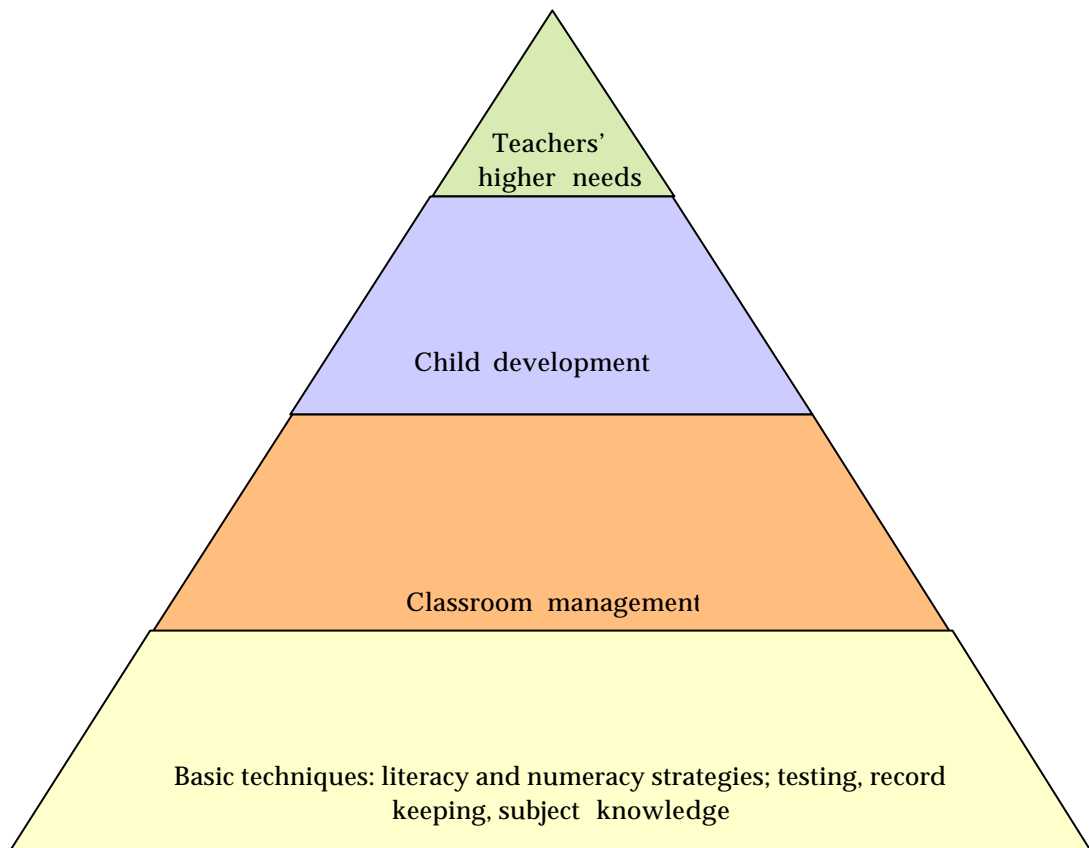 Teachers’
higher needs
Child development
Classroom management
Basic techniques: literacy and numeracy strategies; testing, record
keeping, subject knowledge